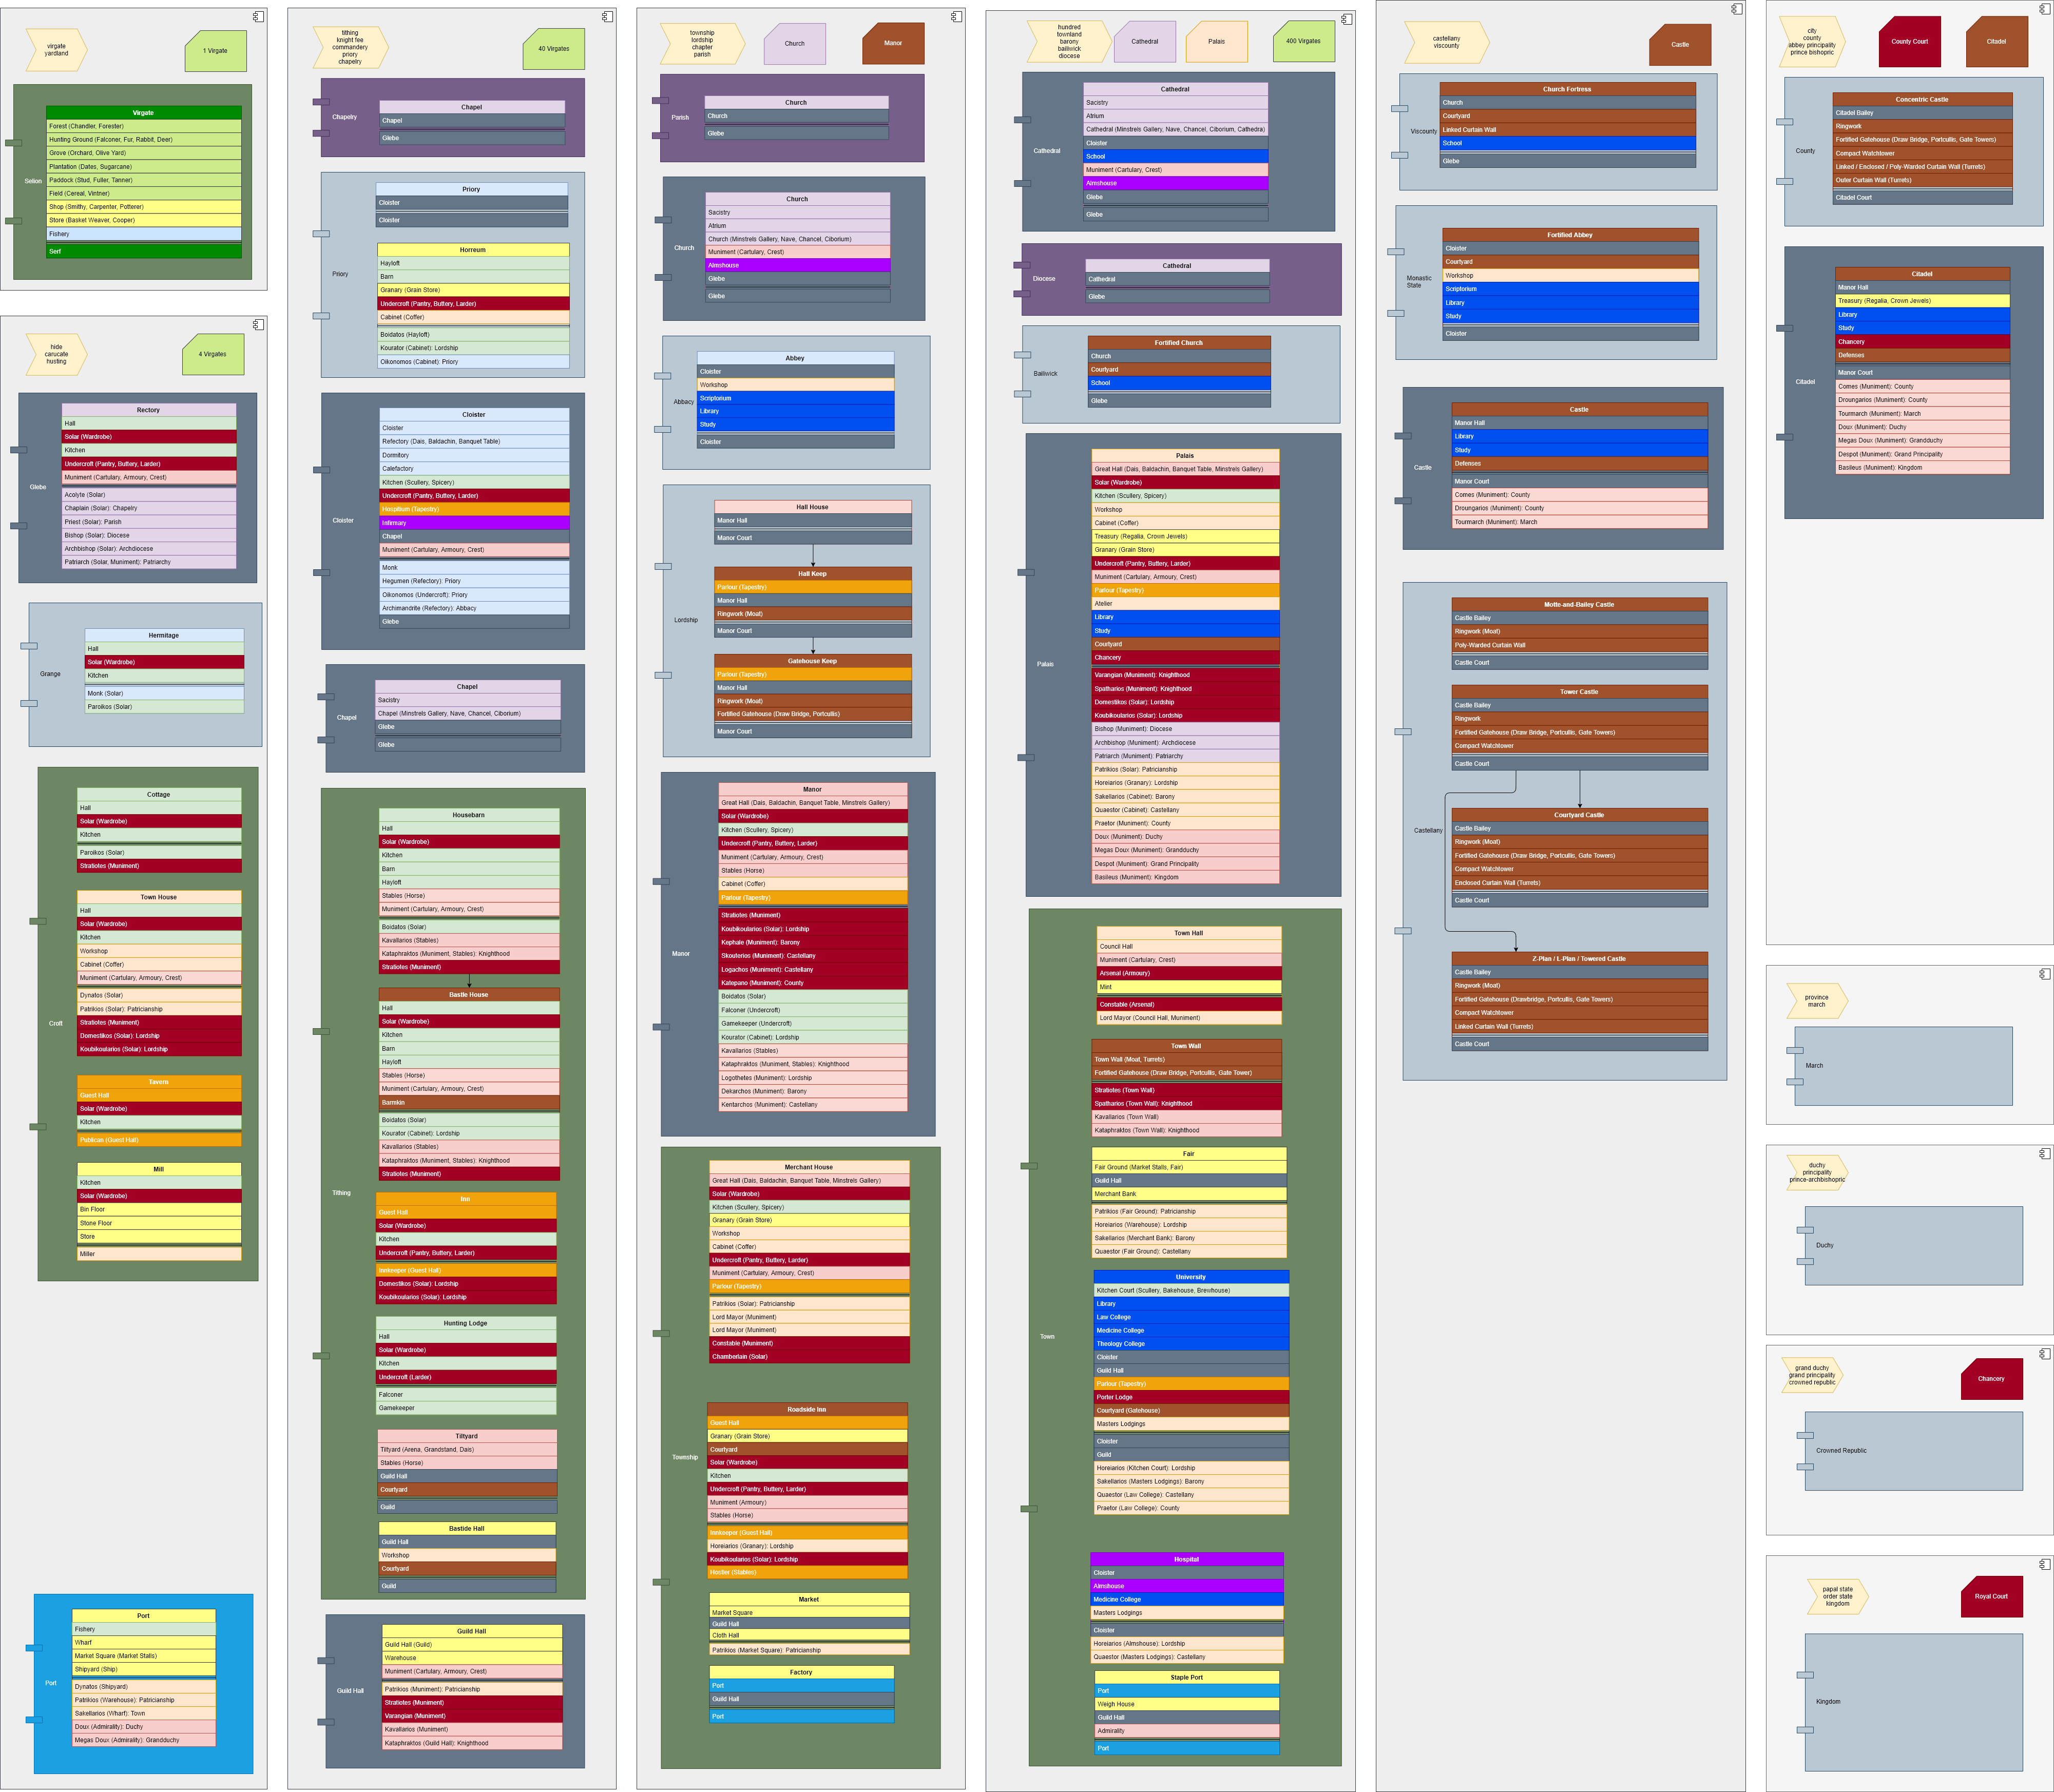 virgate
yardland
1 Virgate
Selion
Virgate
Forest (Chandler, Forester)
Hunting Ground (Falconer, Fur, Rabbit, Deer)
Grove (Orchard, Olive Yard)
Plantation (Dates, Sugarcane)
Paddock (Stud, Fuller, Tanner)
Field (Cereal, Vintner)
Shop (Smithy, Carpenter, Potterer)
Store (Basket Weaver, Cooper)
Fishery
Serf
hide
carucate
husting
4 Virgates
Glebe
Rectory
Hall
Solar (Wardrobe)
Kitchen
Undercroft (Pantry, Buttery, Larder)
Muniment (Cartulary, Armoury, Crest)
Acolyte (Solar)
Chaplain (Solar): Chapelry
Priest (Solar): Parish
Bishop (Solar): Diocese
Archbishop (Solar): Archdiocese
Patriarch (Solar, Muniment): Patriarchy
Grange
Hermitage
Hall
Solar (Wardrobe)
Kitchen
Monk (Solar)
Paroikos (Solar)
Croft
Cottage
Hall
Solar (Wardrobe)
Kitchen
Paroikos (Solar)
Stratiotes (Muniment)
Town House
Hall
Solar (Wardrobe)
Kitchen
Workshop
Cabinet (Coffer)
Muniment (Cartulary, Armoury, Crest)
Dynatos (Solar)
Patrikios (Solar): Patricianship
Stratiotes (Muniment)
Domestikos (Solar): Lordship
Koubikoularios (Solar): Lordship
Tavern
Guest Hall
Solar (Wardrobe)
Kitchen
Publican (Guest Hall)
Mill
Kitchen
Solar (Wardrobe)
Bin Floor
Stone Floor
Store
Miller
Port
Port
Fishery
Wharf
Market Square (Market Stalls)
Shipyard (Ship)
Dynatos (Shipyard)
Patrikios (Warehouse): Patricianship
Sakellarios (Wharf): Town
Doux (Admirality): Duchy
Megas Doux (Admirality): Grandduchy
tithing
knight fee
commandery
priory
chapelry
40 Virgates
Chapelry
Chapel
Chapel
Glebe
Priory
Priory
Cloister
Cloister
Horreum
Hayloft
Barn
Granary (Grain Store)
Undercroft (Pantry, Buttery, Larder)
Cabinet (Coffer)
Boidatos (Hayloft)
Kourator (Cabinet): Lordship
Oikonomos (Cabinet): Priory
Cloister
Cloister
Cloister
Refectory (Dais, Baldachin, Banquet Table)
Dormitory
Calefactory
Kitchen (Scullery, Spicery)
Undercroft (Pantry, Buttery, Larder)
Hospitium (Tapestry)
Infirmary
Chapel
Muniment (Cartulary, Armoury, Crest)
Monk
Hegumen (Refectory): Priory
Oikonomos (Undercroft): Priory
Archimandrite (Refectory): Abbacy
Glebe
Chapel
Chapel
Sacistry
Chapel (Minstrels Gallery, Nave, Chancel, Ciborium)
Glebe
Glebe
Tithing
Housebarn
Hall
Solar (Wardrobe)
Kitchen
Barn
Hayloft
Stables (Horse)
Muniment (Cartulary, Armoury, Crest)
Boidatos (Solar)
Kavallarios (Stables)
Kataphraktos (Muniment, Stables): Knighthood
Stratiotes (Muniment)
Bastle House
Hall
Solar (Wardrobe)
Kitchen
Barn
Hayloft
Stables (Horse)
Muniment (Cartulary, Armoury, Crest)
Barmkin
Boidatos (Solar)
Kourator (Cabinet): Lordship
Kavallarios (Stables)
Kataphraktos (Muniment, Stables): Knighthood
Stratiotes (Muniment)
Inn
Guest Hall
Solar (Wardrobe)
Kitchen
Undercroft (Pantry, Buttery, Larder)
Innkeeper (Guest Hall)
Domestikos (Solar): Lordship
Koubikoularios (Solar): Lordship
Hunting Lodge
Hall
Solar (Wardrobe)
Kitchen
Undercroft (Larder)
Falconer
Gamekeeper
Tiltyard
Tiltyard (Arena, Grandstand, Dais)
Stables (Horse)
Guild Hall
Courtyard
Guild
Bastide Hall
Guild Hall
Workshop
Courtyard
Guild
Guild Hall
Guild Hall
Guild Hall (Guild)
Warehouse
Muniment (Cartulary, Armoury, Crest)
Patrikios (Muniment): Patricianship
Stratiotes (Muniment)
Varangian (Muniment)
Kavallarios (Muniment)
Kataphraktos (Guild Hall): Knighthood
township
lordship
chapter
parish
Church
Manor
Parish
Church
Church
Glebe
Church
Church
Sacistry
Atrium
Church (Minstrels Gallery, Nave, Chancel, Ciborium)
Muniment (Cartulary, Crest)
Almshouse
Glebe
Glebe
Abbacy
Abbey
Cloister
Workshop
Scriptorium
Library
Study
Cloister
Lordship
Hall House
Manor Hall
Manor Court
Hall Keep
Parlour (Tapestry)
Manor Hall
Ringwork (Moat)
Manor Court
Gatehouse Keep
Parlour (Tapestry)
Manor Hall
Ringwork (Moat)
Fortified Gatehouse (Draw Bridge, Portcullis)
Manor Court
Manor
Manor
Great Hall (Dais, Baldachin, Banquet Table, Minstrels Gallery)
Solar (Wardrobe)
Kitchen (Scullery, Spicery)
Undercroft (Pantry, Buttery, Larder)
Muniment (Cartulary, Armoury, Crest)
Stables (Horse)
Cabinet (Coffer)
Parlour (Tapestry)
Stratiotes (Muniment)
Koubikoularios (Solar): Lordship
Kephale (Muniment): Barony
Skouterios (Muniment): Castellany
Logachos (Muniment): Castellany
Katepano (Muniment): County
Boidatos (Solar)
Falconer (Undercroft)
Gamekeeper (Undercroft)
Kourator (Cabinet): Lordship
Kavallarios (Stables)
Kataphraktos (Muniment, Stables): Knighthood
Logothetes (Muniment): Lordship
Dekarchos (Muniment): Barony
Kentarchos (Muniment): Castellany
Township
Merchant House
Great Hall (Dais, Baldachin, Banquet Table, Minstrels Gallery)
Solar (Wardrobe)
Kitchen (Scullery, Spicery)
Granary (Grain Store)
Workshop
Cabinet (Coffer)
Undercroft (Pantry, Buttery, Larder)
Muniment (Cartulary, Armoury, Crest)
Parlour (Tapestry)
Patrikios (Solar): Patricianship
Lord Mayor (Muniment)
Lord Mayor (Muniment)
Constable (Muniment)
Chamberlain (Solar)
Roadside Inn
Guest Hall
Granary (Grain Store)
Courtyard
Solar (Wardrobe)
Kitchen
Undercroft (Pantry, Buttery, Larder)
Muniment (Armoury)
Stables (Horse)
Innkeeper (Guest Hall)
Horeiarios (Granary): Lordship
Koubikoularios (Solar): Lordship
Hostler (Stables)
Market
Market Square
Guild Hall
Cloth Hall
Patrikios (Market Square): Patricianship
Factory
Port
Guild Hall
Port
hundred
townland
barony
bailiwick
diocese
Cathedral
Palais
400 Virgates
Cathedral
Cathedral
Sacistry
Atrium
Cathedral (Minstrels Gallery, Nave, Chancel, Ciborium, Cathedra)
Cloister
School
Muniment (Cartulary, Crest)
Almshouse
Glebe
Glebe
Diocese
Cathedral
Cathedral
Glebe
Bailiwick
Fortified Church
Church
Courtyard
School
Glebe
Palais
Palais
Great Hall (Dais, Baldachin, Banquet Table, Minstrels Gallery)
Solar (Wardrobe)
Kitchen (Scullery, Spicery)
Workshop
Cabinet (Coffer)
Treasury (Regalia, Crown Jewels)
Granary (Grain Store)
Undercroft (Pantry, Buttery, Larder)
Muniment (Cartulary, Armoury, Crest)
Parlour (Tapestry)
Atelier
Library
Study
Courtyard
Chancery
Varangian (Muniment): Knighthood
Spatharios (Muniment): Knighthood
Domestikos (Solar): Lordship
Koubikoularios (Solar): Lordship
Bishop (Muniment): Diocese
Archbishop (Muniment): Archdiocese
Patriarch (Muniment): Patriarchy
Patrikios (Solar): Patricianship
Horeiarios (Granary): Lordship
Sakellarios (Cabinet): Barony
Quaestor (Cabinet): Castellany
Praetor (Muniment): County
Doux (Muniment): Duchy
Megas Doux (Muniment): Grandduchy
Despot (Muniment): Grand Principality
Basileus (Muniment): Kingdom
Town
Town Hall
Council Hall
Muniment (Cartulary, Crest)
Arsenal (Armoury)
Mint
Constable (Arsenal)
Lord Mayor (Council Hall, Muniment)
Town Wall
Town Wall (Moat, Turrets)
Fortified Gatehouse (Draw Bridge, Portcullis, Gate Tower)
Stratiotes (Town Wall)
Spatharios (Town Wall): Knighthood
Kavallarios (Town Wall)
Kataphraktos (Town Wall): Knighthood
Fair
Fair Ground (Market Stalls, Fair)
Guild Hall
Merchant Bank
Patrikios (Fair Ground): Patricianship
Horeiarios (Warehouse): Lordship
Sakellarios (Merchant Bank): Barony
Quaestor (Fair Ground): Castellany
University
Kitchen Court (Scullery, Bakehouse, Brewhouse)
Library
Law College
Medicine College
Theology College
Cloister
Guild Hall
Parlour (Tapestry)
Porter Lodge
Courtyard (Gatehouse)
Masters Lodgings
Cloister
Guild
Horeiarios (Kitchen Court): Lordship
Sakellarios (Masters Lodgings): Barony
Quaestor (Law College): Castellany
Praetor (Law College): County
Hospital
Cloister
Almshouse
Medicine College
Masters Lodgings
Cloister
Horeiarios (Almshouse): Lordship
Quaestor (Masters Lodgings): Castellany
Staple Port
Port
Weigh House
Guild Hall
Admirality
Port
castellany
viscounty
Castle
Viscounty
Church Fortress
Church
Courtyard
Linked Curtain Wall
School
Glebe
Monastic
State
Fortified Abbey
Cloister
Courtyard
Workshop
Scriptorium
Library
Study
Cloister
Castle
Castle
Manor Hall
Library
Study
Defenses
Manor Court
Comes (Muniment): County
Droungarios (Muniment): County
Tourmarch (Muniment): March
Castellany
Motte-and-Bailey Castle
Castle Bailey
Ringwork (Moat)
Poly-Warded Curtain Wall
Castle Court
Tower Castle
Castle Bailey
Ringwork
Fortified Gatehouse (Draw Bridge, Portcullis, Gate Towers)
Compact Watchtower
Castle Court
Courtyard Castle
Castle Bailey
Ringwork (Moat)
Fortified Gatehouse (Draw Bridge, Portcullis, Gate Towers)
Compact Watchtower
Enclosed Curtain Wall (Turrets)
Castle Court
Z-Plan / L-Plan / Towered Castle
Castle Bailey
Ringwork (Moat)
Fortified Gatehouse (Drawbridge, Portcullis, Gate Towers)
Compact Watchtower
Linked Curtain Wall (Turrets)
Castle Court
city
county
abbey principality
prince bishopric
County Court
Citadel
County
Concentric Castle
Citadel Bailey
Ringwork
Fortified Gatehouse (Draw Bridge, Portcullis, Gate Towers)
Compact Watchtower
Linked / Enclosed / Poly-Warded Curtain Wall (Turrets)
Outer Curtain Wall (Turrets)
Citadel Court
Citadel
Citadel
Manor Hall
Treasury (Regalia, Crown Jewels)
Library
Study
Chancery
Defenses
Manor Court
Comes (Muniment): County
Droungarios (Muniment): County
Tourmarch (Muniment): March
Doux (Muniment): Duchy
Megas Doux (Muniment): Grandduchy
Despot (Muniment): Grand Principality
Basileus (Muniment): Kingdom
province
march
March
duchy
principality
prince-archbishopric
Duchy
grand duchy
grand principality
crowned republic
Chancery
Crowned Republic
papal state
order state
kingdom
Royal Court
Kingdom